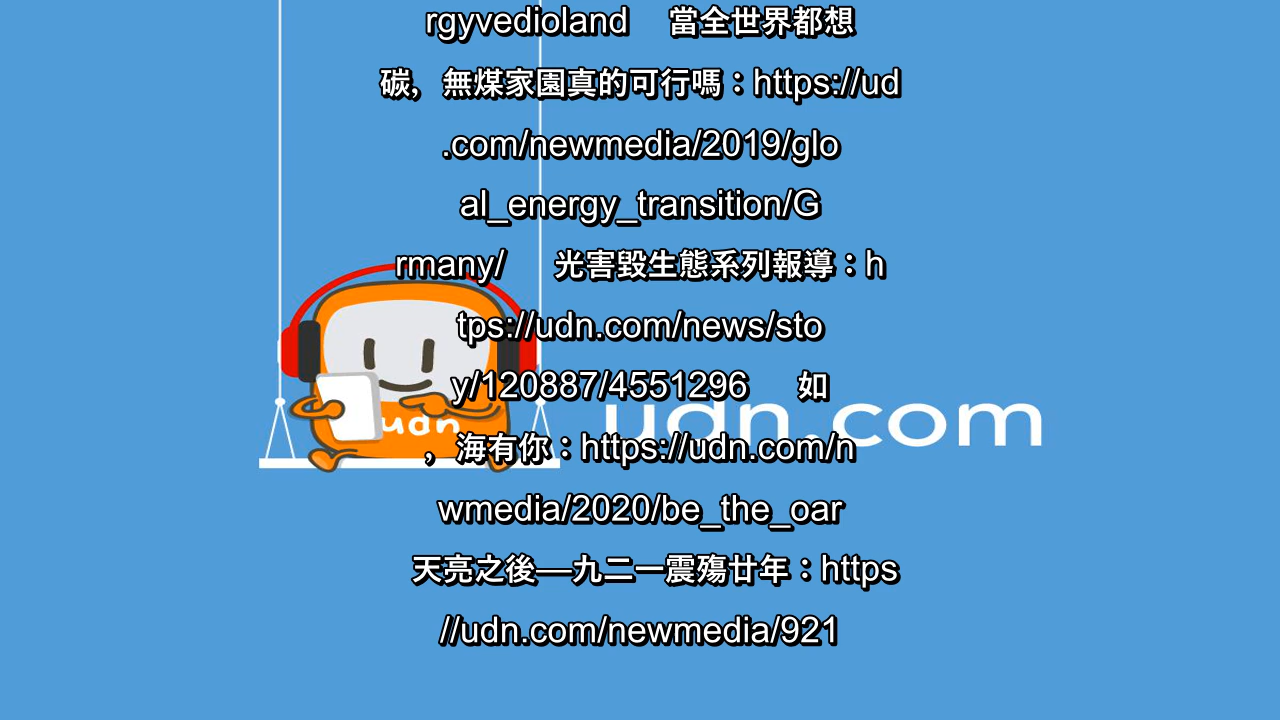 rgyvedioland 當全世界都想
碳，無煤家園真的可行嗎：https://ud
.com/newmedia/2019/glo
al_energy_transition/G
rmany/ 光害毀生態系列報導：h
tps://udn.com/news/sto
y/120887/4551296 如
，海有你：https://udn.com/n
wmedia/2020/be_the_oar
天亮之後—九二一震殤廿年：https
//udn.com/newmedia/921
udn
udn.com